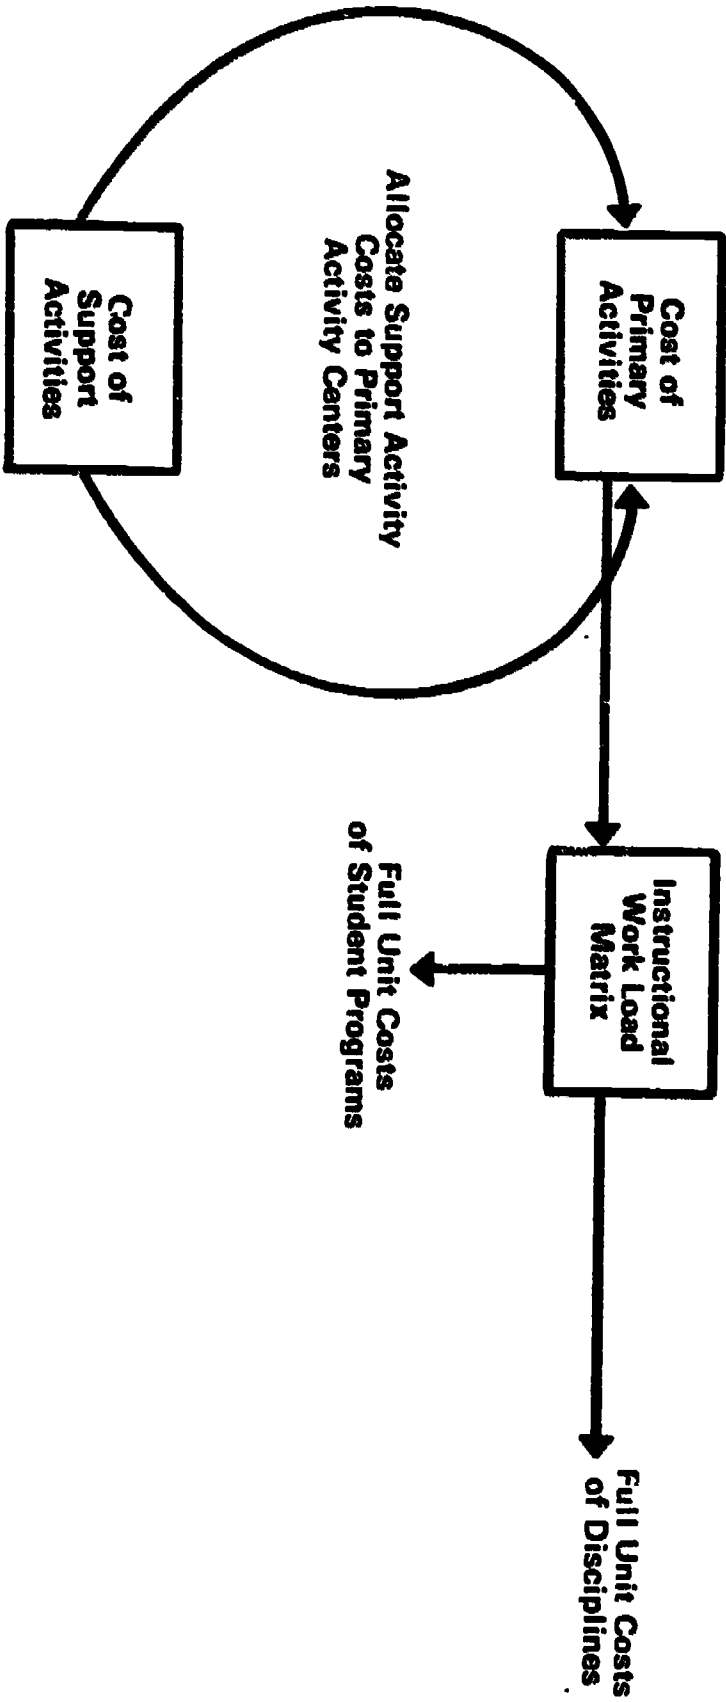 Cost of
Primary
Activities
Allocate Support Activity
Costs to Primary
Activity Centers
Cost of
Support
Activities
Instructional
Work Load
Matrix
Full Unit Costs
of Student Programs
Full Unit Costs
of Disciplines